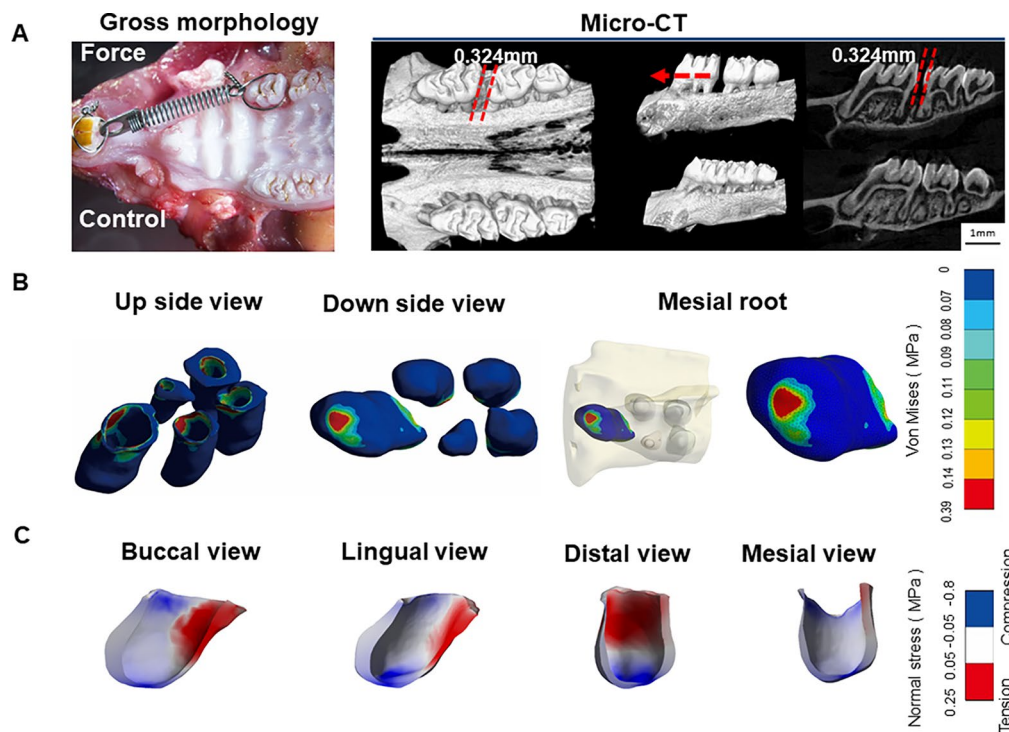 A
Gross morphology
Micro-CT
Force
Control
0.324mm
0.324mm
1mm
B
Up side view
Down side view
Mesial root
Von Mises ( MPa )
0
0.07
0.08
0.09
0.11
0.12
0.13
0.14
0.39
C
Buccal view
Lingual view
Distal view
Mesial view
Normal stress ( MPa )
0.25 0.05 -0.05 -0.8
Tension
Compression